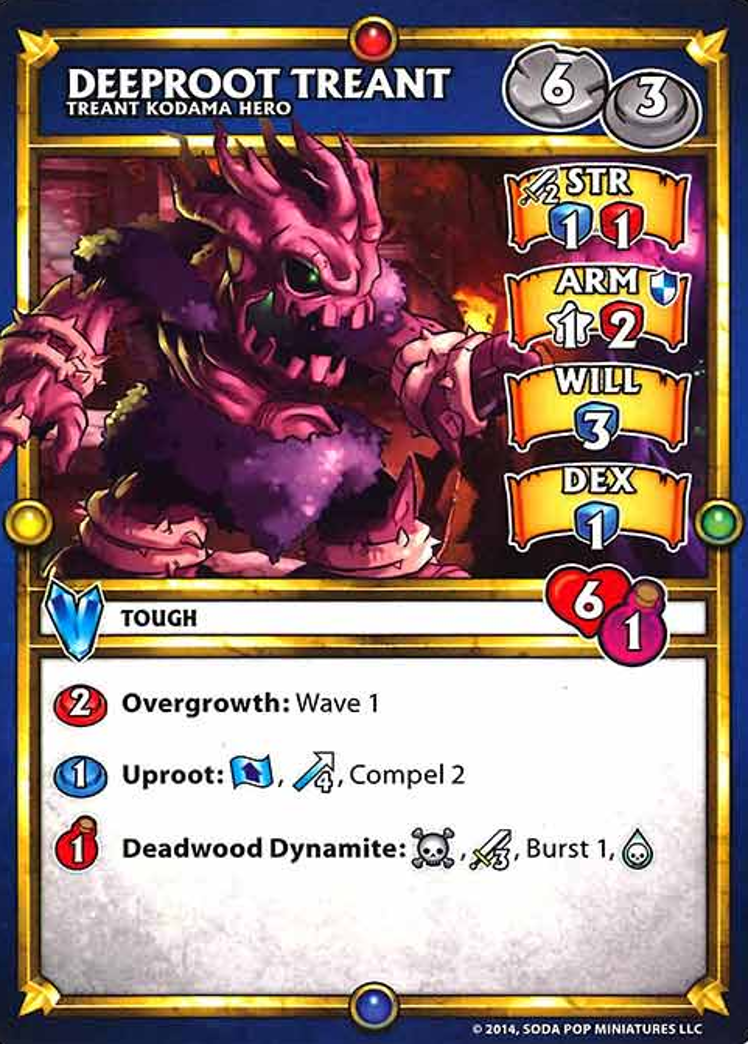 DEEPROOT TREANT
TREANT KODAMA HERO
6 3
2 STR
1 1
ARM
1 2
WILL
3
DEX
1
TOUGH
6 1
2 Overgrowth: Wave 1
1 Uproot: , 4, Compel 2
1 Deadwood Dynamite: , 3, Burst 1,
© 2014, SODA POP MINIATURES LLC